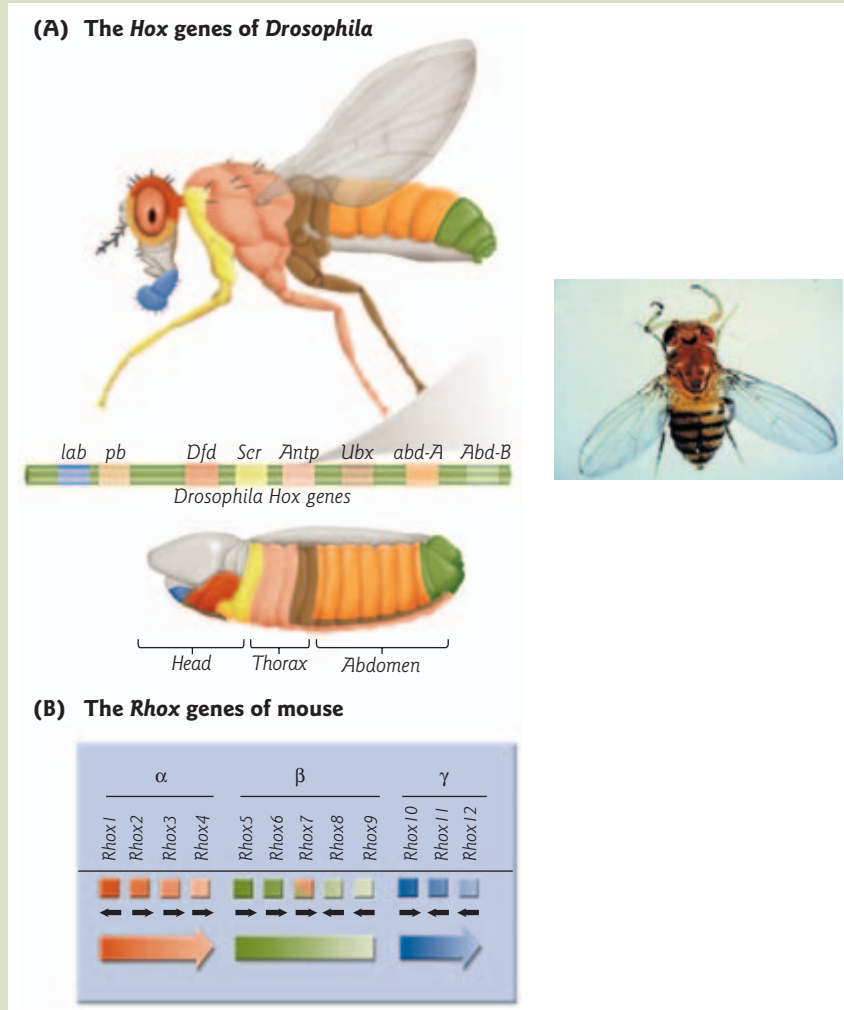 (A) The Hox genes of Drosophila
lab pb Dfd Scr Antp Ubx abd-A Abd-B
Drosophila Hox genes
Head Thorax Abdomen
(B) The Rhox genes of mouse
α β γ
Rhox1 Rhox2 Rhox3 Rhox4 Rhox5 Rhox6 Rhox7 Rhox8 Rhox9 Rhox10 Rhox11 Rhox12